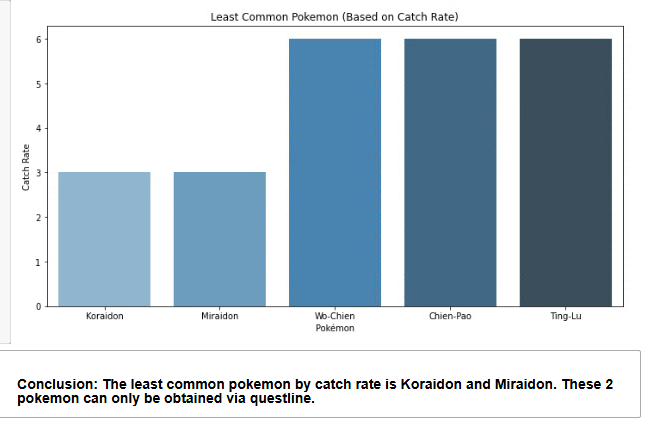 Least Common Pokemon (Based on Catch Rate)
6
5
4
3
2
1
0
Catch Rate
Koraidon
Miraidon
Wo-Chien
Chien-Pao
Ting-Lu
Pokémon
Conclusion: The least common pokemon by catch rate is Koraidon and Miraidon. These 2
pokemon can only be obtained via questline.